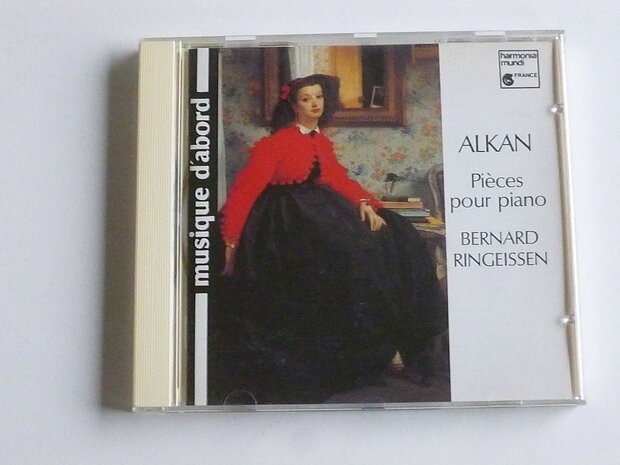 musique d'abord
harmonia
mundi
FRANCE
ALKAN
Pièces
pour piano
BERNARD
RINGEISSEN